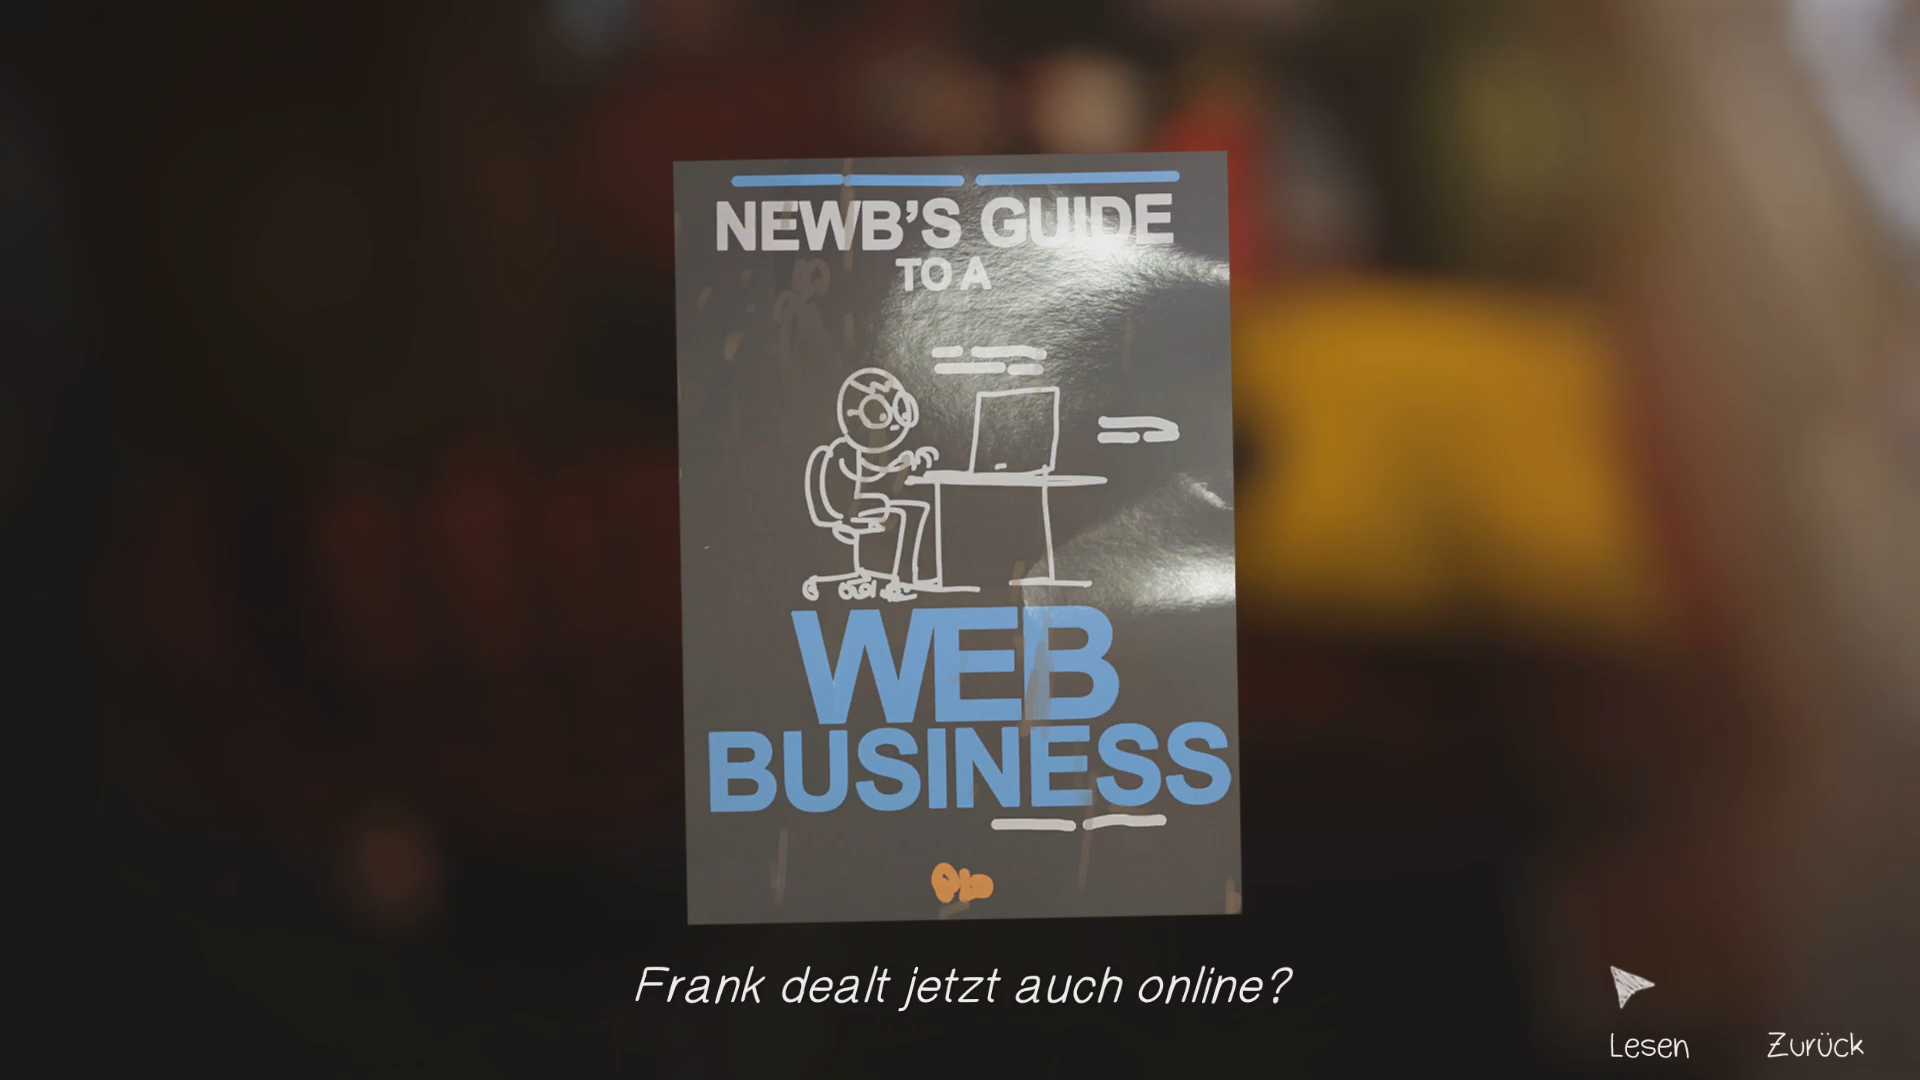 NEWB'S GUIDE
TO A
WEB
BUSINESS
Frank dealt jetzt auch online?
Lesen
Zurück